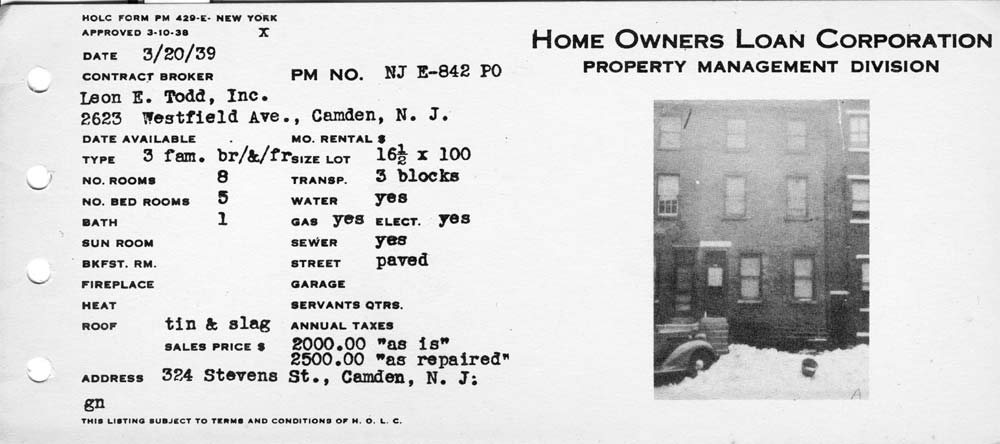 HOLC FORM PM 429-E- NEW YORK
APPROVED 3-10-38 X
DATE 3/20/39
CONTRACT BROKER PM NO. NJ E-842 PO
Leon E. Todd, Inc.
2623 Westfield Ave., Camden, N. J.
DATE AVAILABLE . MO. RENTAL $
TYPE 3 fam. br/&/fr SIZE LOT 16½ x 100
NO. ROOMS 8 TRANSP. 3 blocks
NO. BED ROOMS 5 WATER yes
BATH 1 GAS yes ELECT. yes
SUN ROOM SEWER yes
BKFST. RM. STREET paved
FIREPLACE GARAGE
HEAT SERVANTS QTRS.
ROOF tin & slag ANNUAL TAXES
SALES PRICE $ 2000.00 "as is"
2500.00 "as repaired"
ADDRESS 324 Stevens St., Camden, N. J:
gn
THIS LISTING SUBJECT TO TERMS AND CONDITIONS OF H. O. L. C.
HOME OWNERS LOAN CORPORATION
PROPERTY MANAGEMENT DIVISION
A